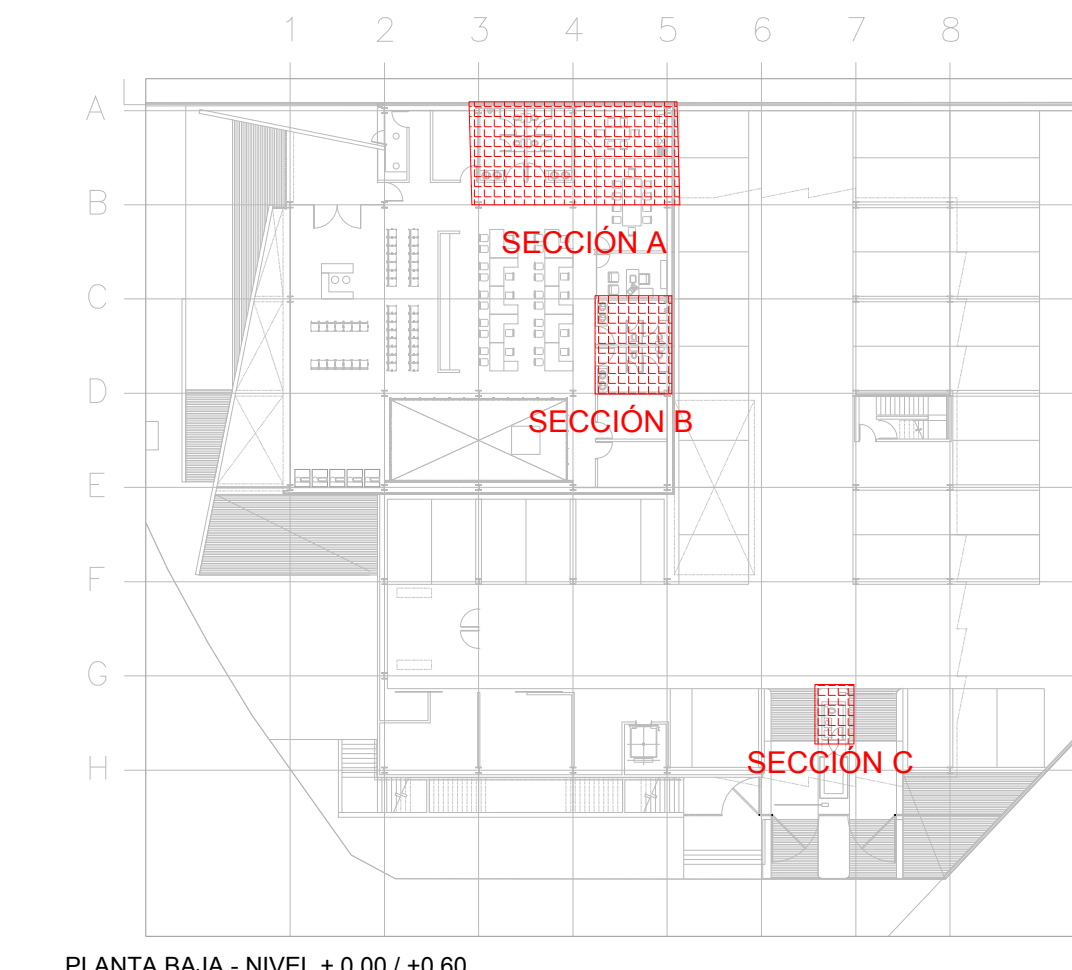 1 2 3 4 5 6 7 8
A
B
SECCIÓN A
C
D
SECCIÓN B
E
F
G
SECCIÓN C
H
PLANTA BAJA - NIVEL ± 0.00 / +0.60